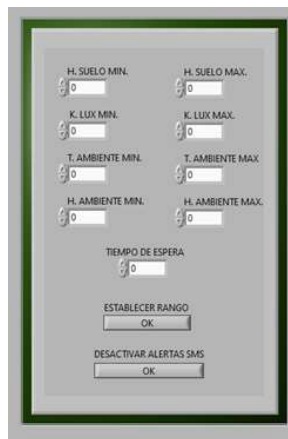 H. SUELO MIN. H. SUELO MAX.
0 0
K. LUX MIN. K. LUX MAX.
0 0
T. AMBIENTE MIN. T. AMBIENTE MAX
0 0
H. AMBIENTE MIN. H. AMBIENTE MAX.
0 0
TIEMPO DE ESPERA
0
ESTABLECER RANGO
OK
DESACTIVAR ALERTAS SMS
OK